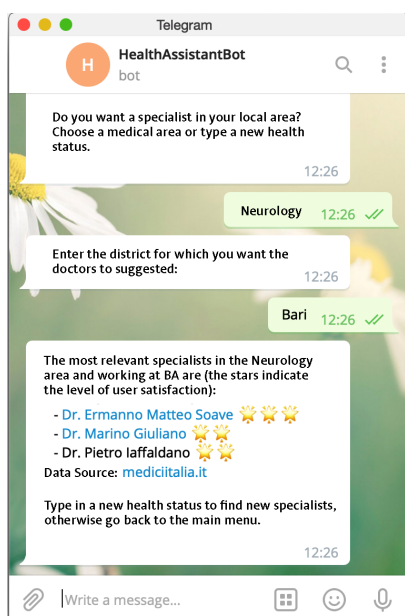 Telegram
H
HealthAssistantBot
bot
Do you want a specialist in your local area?
Choose a medical area or type a new health
status.
12:26
Neurology 12:26
Enter the district for which you want the
doctors to suggested:
12:26
Bari 12:26
The most relevant specialists in the Neurology
area and working at BA are (the stars indicate
the level of user satisfaction):
- Dr. Ermanno Matteo Soave
- Dr. Marino Giuliano
- Dr. Pietro Iaffaldano
Data Source: mediciitalia.it
Type in a new health status to find new specialists,
otherwise go back to the main menu.
12:26
Write a message...